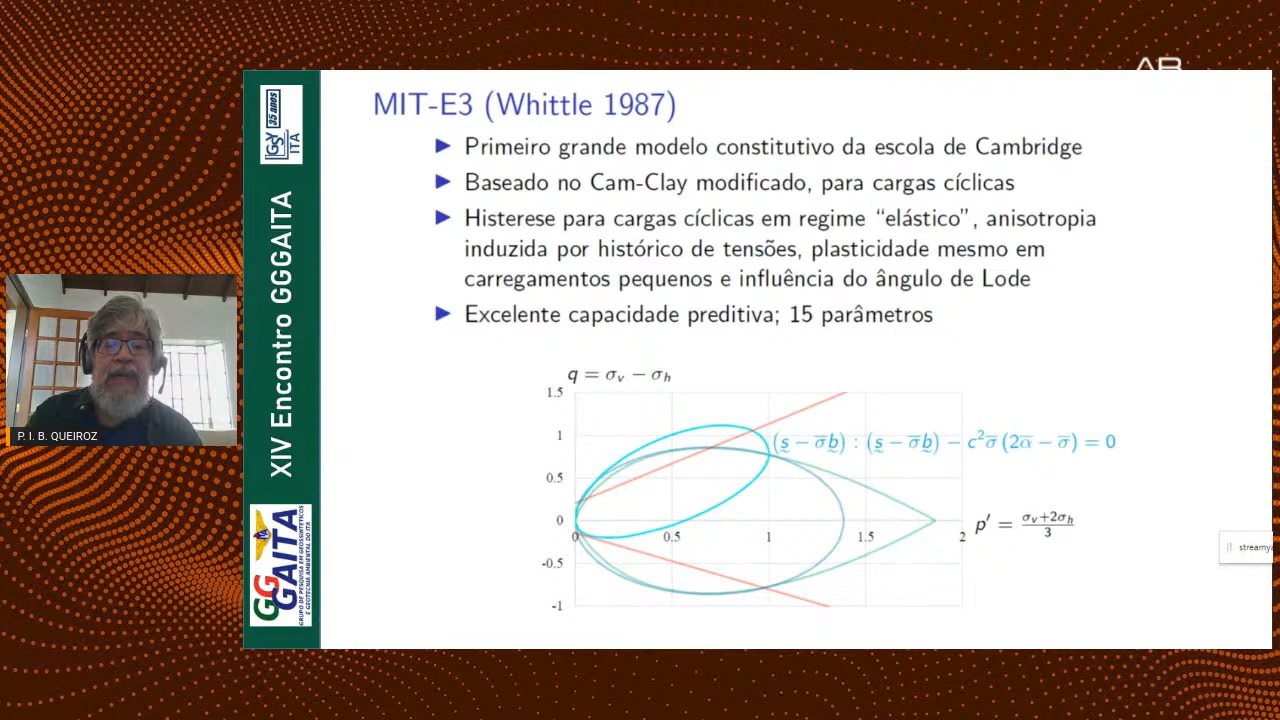 AB
MIT-E3 (Whittle 1987)
Primeiro grande modelo constitutivo da escola de Cambridge
Baseado no Cam-Clay modificado, para cargas cíclicas
Histerese para cargas cíclicas em regime “elástico”, anisotropia
induzida por histórico de tensões, plasticidade mesmo em
carregamentos pequenos e influência do ângulo de Lode
Excelente capacidade preditiva; 15 parâmetros
q = σv − σh
1.5
1
0.5
0
-0.5
-1
0 0.5 1 1.5 2
(s − σ̅b) : (s − σ̅b) − c²σ̅(2α̅ − σ̅) = 0
p′ = (σv+2σh)/3
35 anos
ITA
XIV Encontro GGGAITA
GGGAITA
GRUPO DE PESQUISA EM GEOSSINTÉTICOS
E GEOTECNIA AMBIENTAL DO ITA
P. I. B. QUEIROZ
streamya